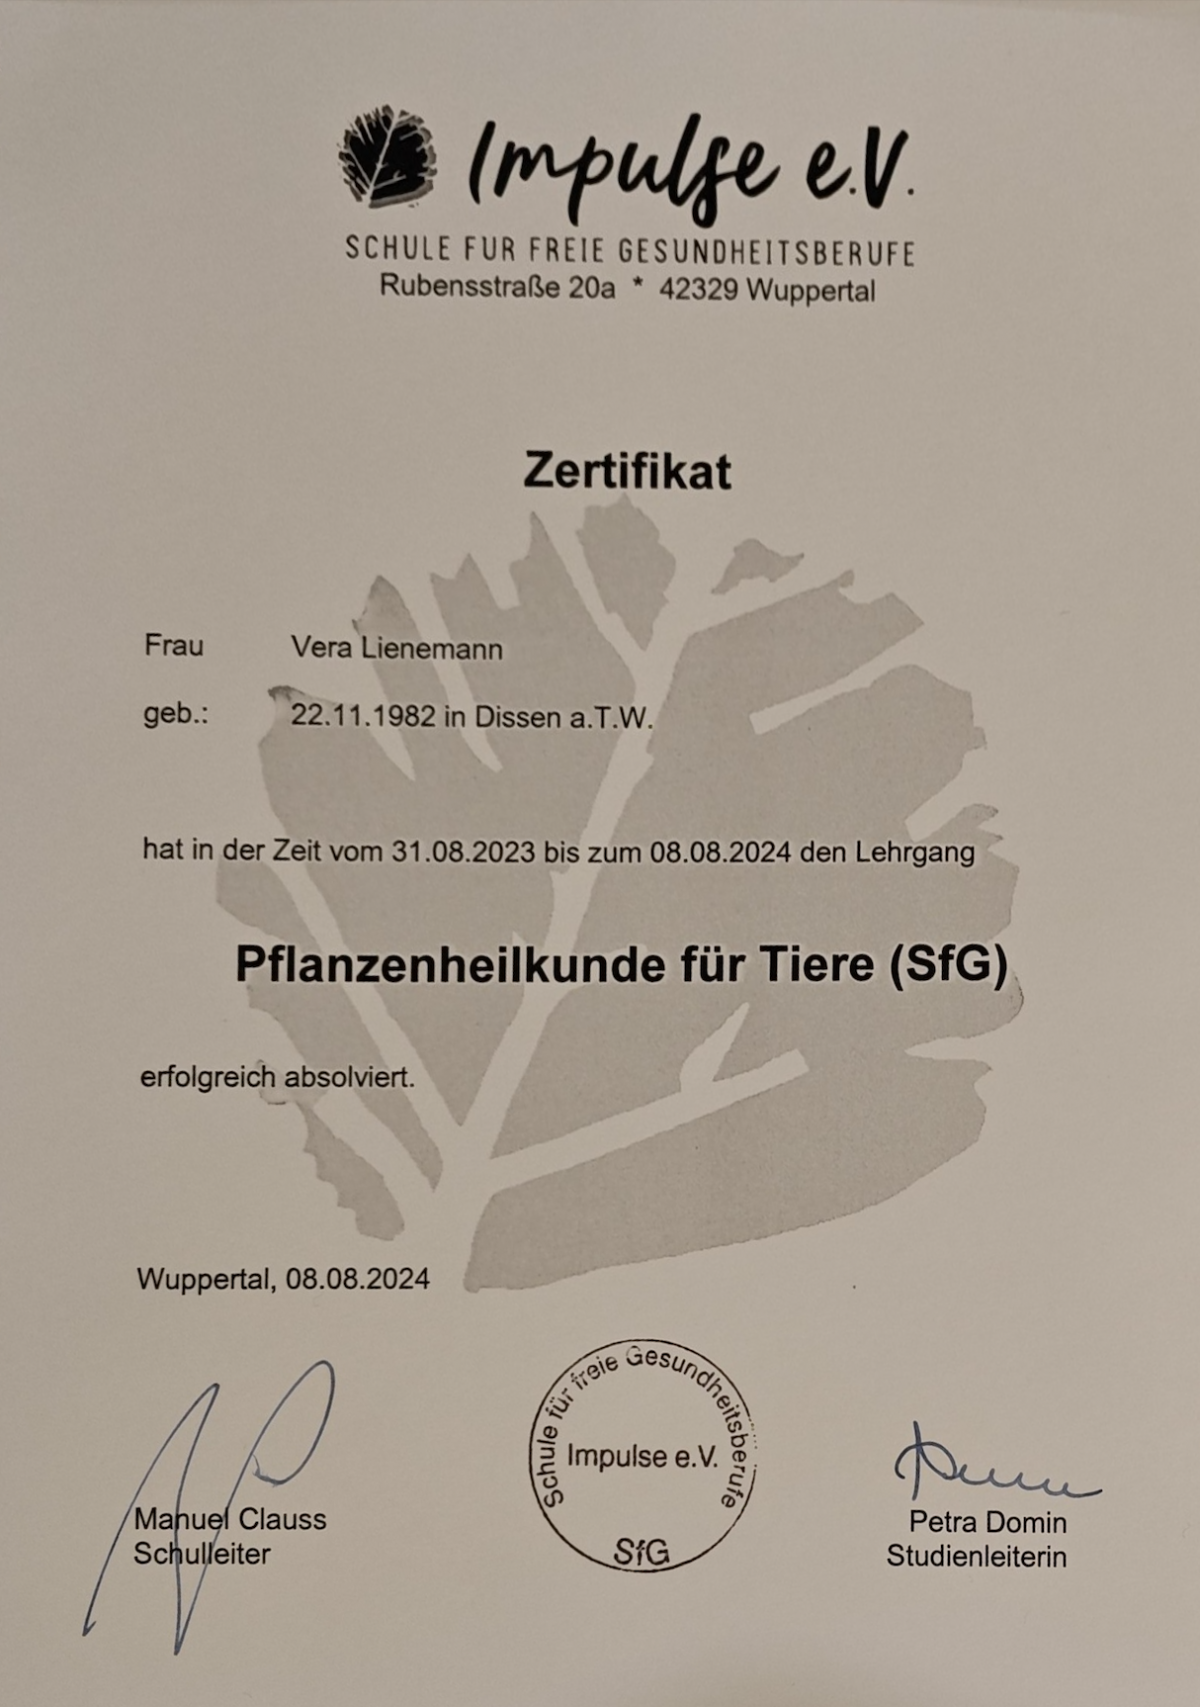 Impulse e.V.
SCHULE FÜR FREIE GESUNDHEITSBERUFE
Rubensstraße 20a * 42329 Wuppertal
Zertifikat
Frau Vera Lienemann
geb.: 22.11.1982 in Dissen a.T.W.
hat in der Zeit vom 31.08.2023 bis zum 08.08.2024 den Lehrgang
Pflanzenheilkunde für Tiere (SfG)
erfolgreich absolviert.
Wuppertal, 08.08.2024
Schule für freie Gesundheitsberufe
Impulse e.V.
SfG
Manuel Clauss
Schulleiter
Petra Domin
Studienleiterin